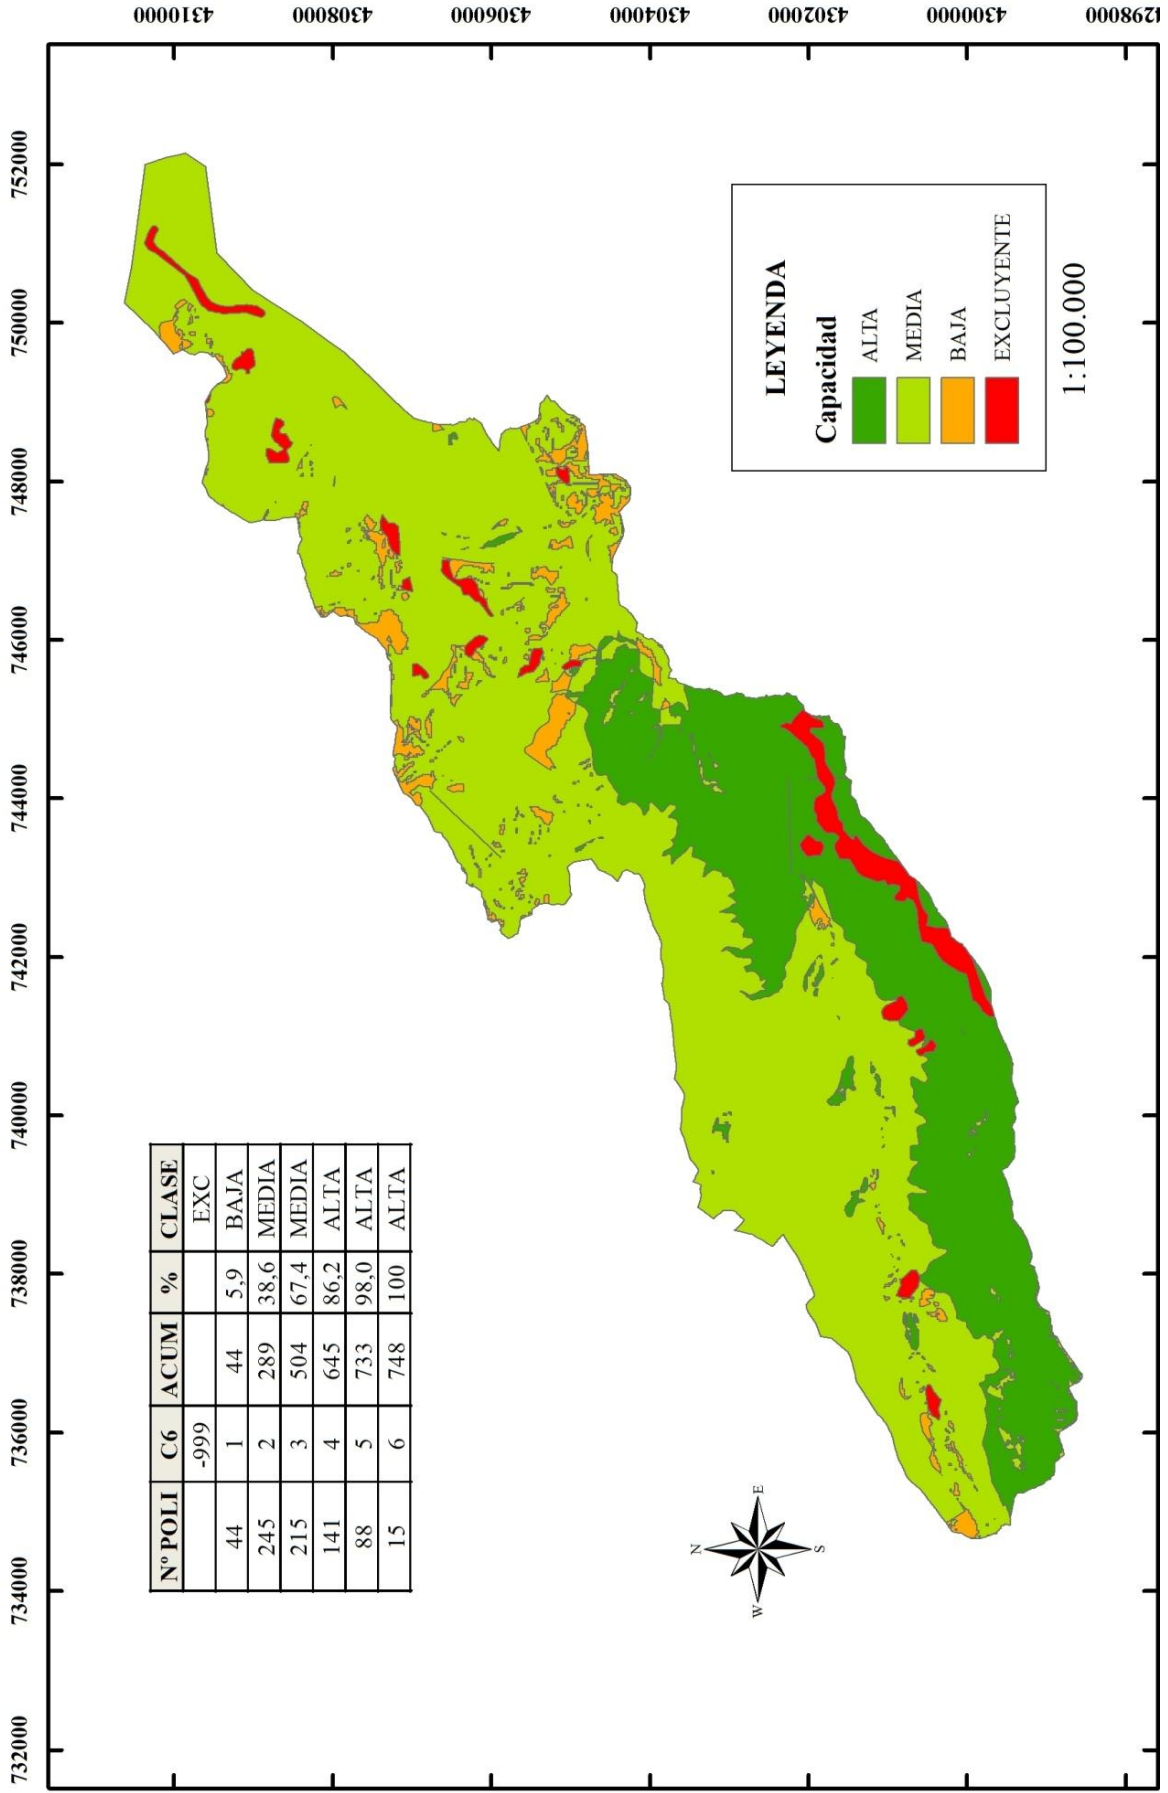 732000
734000
736000
738000
740000
742000
744000
746000
748000
750000
752000
4310000
4308000
4306000
4304000
4302000
4300000
4298000
Nº POLI C6 ACUM % CLASE
-999 EXC
44 1 44 5,9 BAJA
245 2 289 38,6 MEDIA
215 3 504 67,4 MEDIA
141 4 645 86,2 ALTA
88 5 733 98,0 ALTA
15 6 748 100 ALTA
N
W E
S
LEYENDA
Capacidad
ALTA
MEDIA
BAJA
EXCLUYENTE
1:100.000